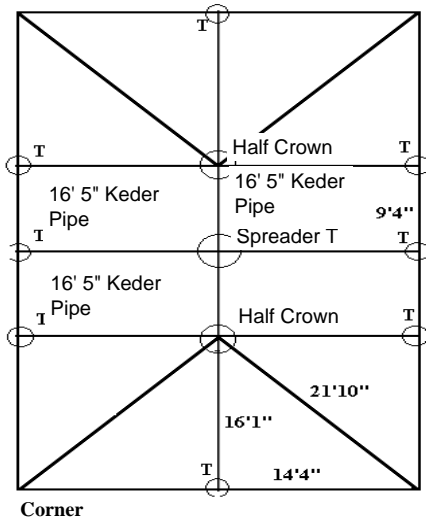 T
Half Crown
T
T
16' 5" Keder
Pipe
16' 5" Keder
Pipe
9'4"
Spreader T
T
T
16' 5" Keder
Pipe
Half Crown
T
T
21'10"
16'1"
T
14'4"
Corner